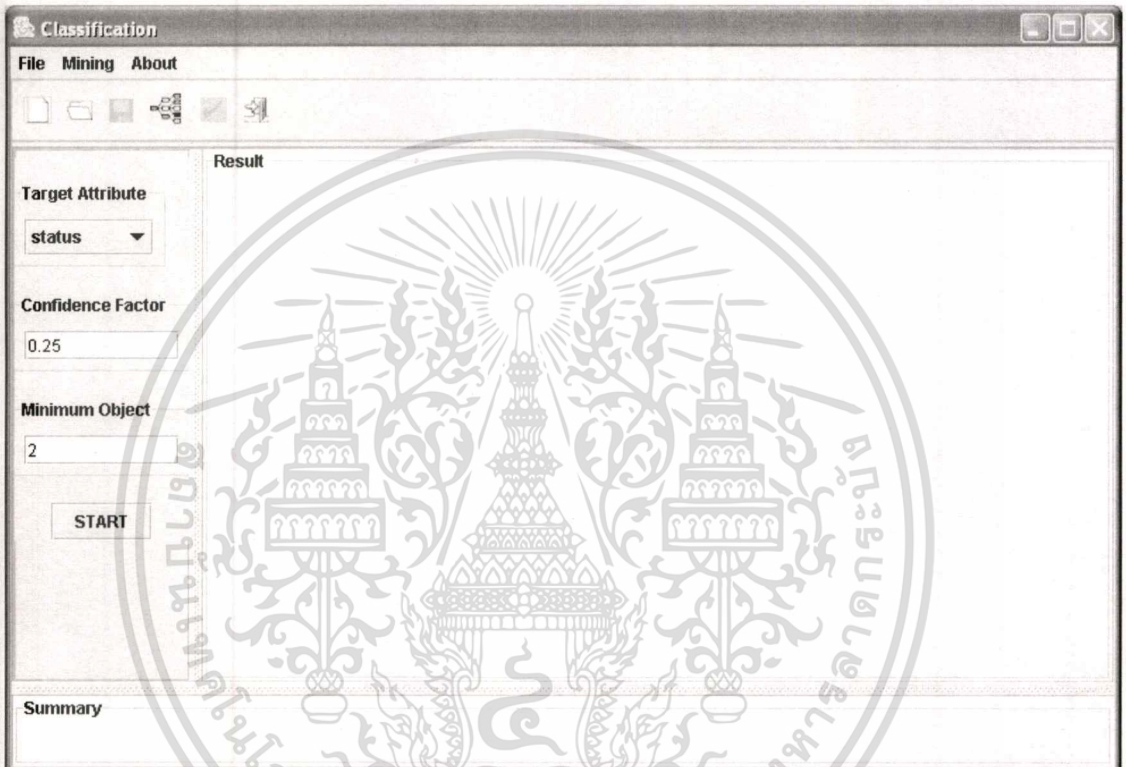 Classification
File Mining About
Result
Target Attribute
status
Confidence Factor
0.25
Minimum Object
2
START
Summary